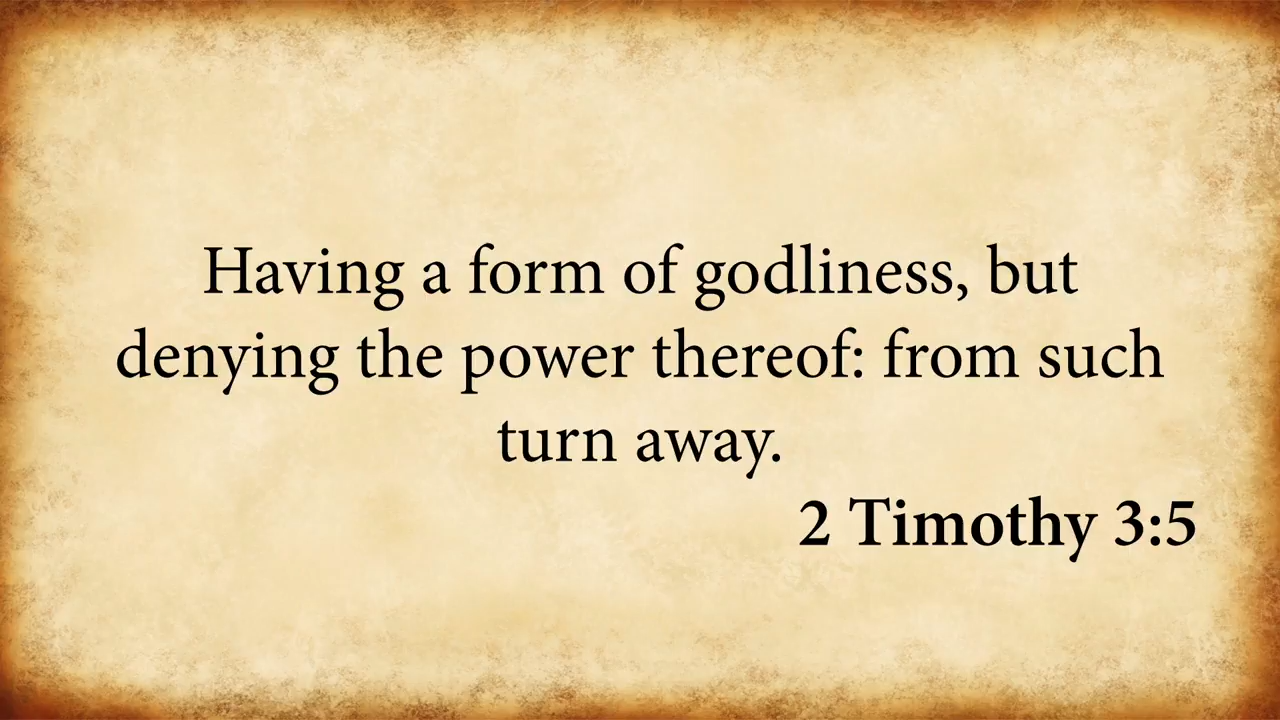 Having a form of godliness, but
denying the power thereof: from such
turn away.
2 Timothy 3:5